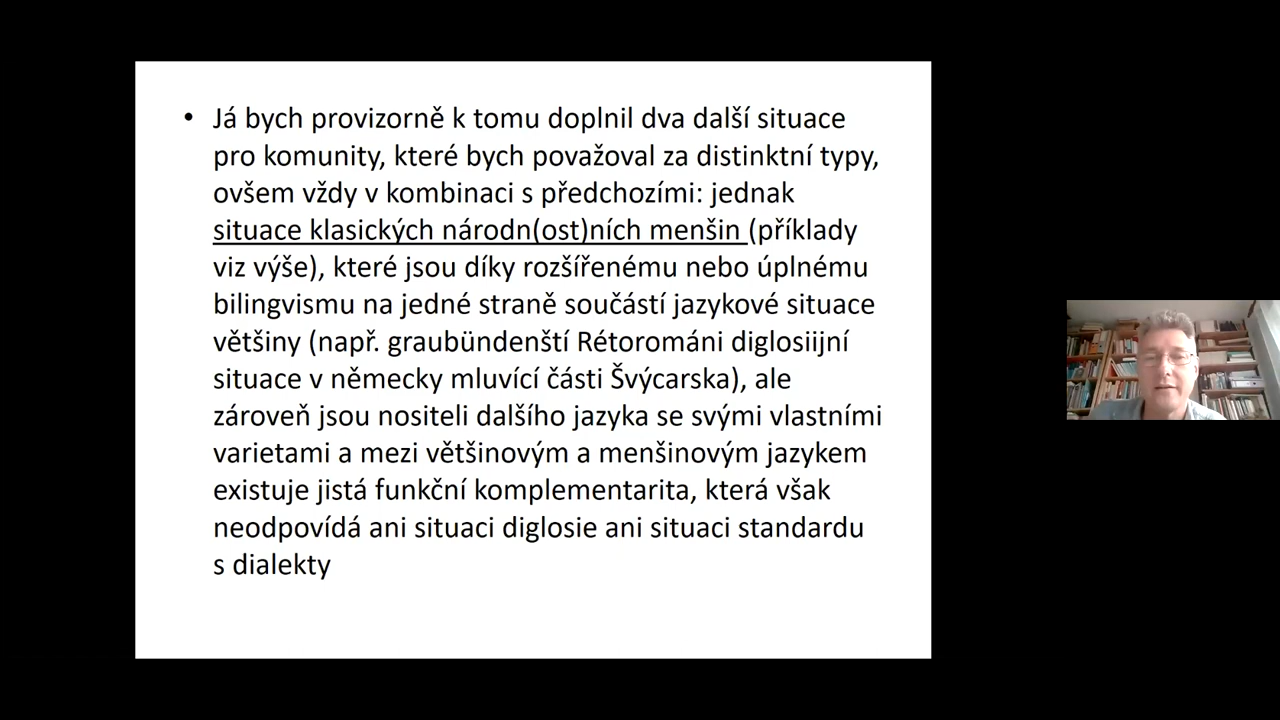 • Já bych provizorně k tomu doplnil dva další situace
pro komunity, které bych považoval za distinktní typy,
ovšem vždy v kombinaci s předchozími: jednak
situace klasických národn(ost)ních menšin (příklady
viz výše), které jsou díky rozšířenému nebo úplnému
bilingvismu na jedné straně součástí jazykové situace
většiny (např. graubündenští Rétorománi diglosiijní
situace v německy mluvící části Švýcarska), ale
zároveň jsou nositeli dalšího jazyka se svými vlastními
varietami a mezi většinovým a menšinovým jazykem
existuje jistá funkční komplementarita, která však
neodpovídá ani situaci diglosie ani situaci standardu
s dialekty